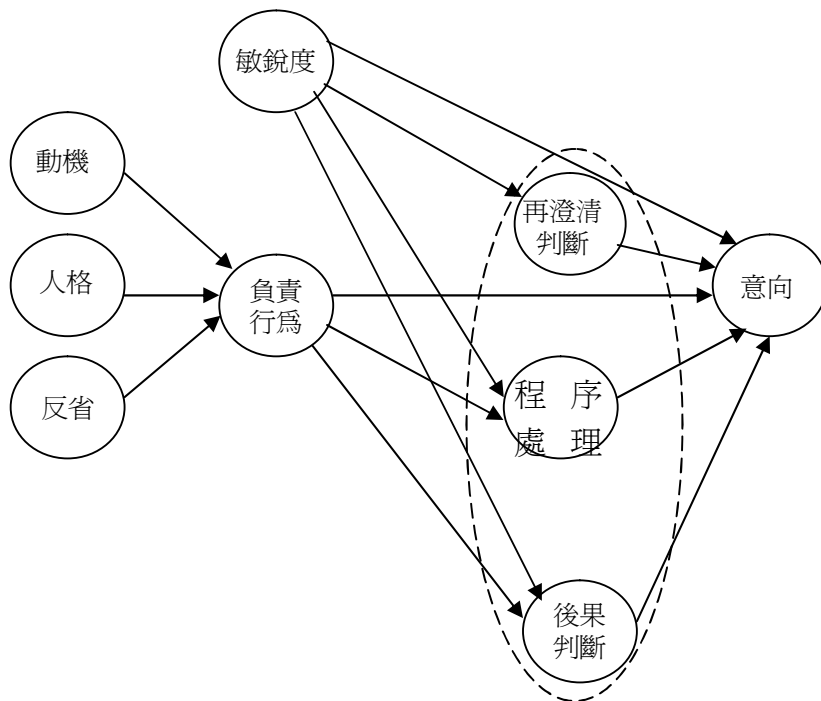 敏銳度
動機
再澄清
判斷
人格
負責
行為
意向
反省
程 序
處 理
後果
判斷